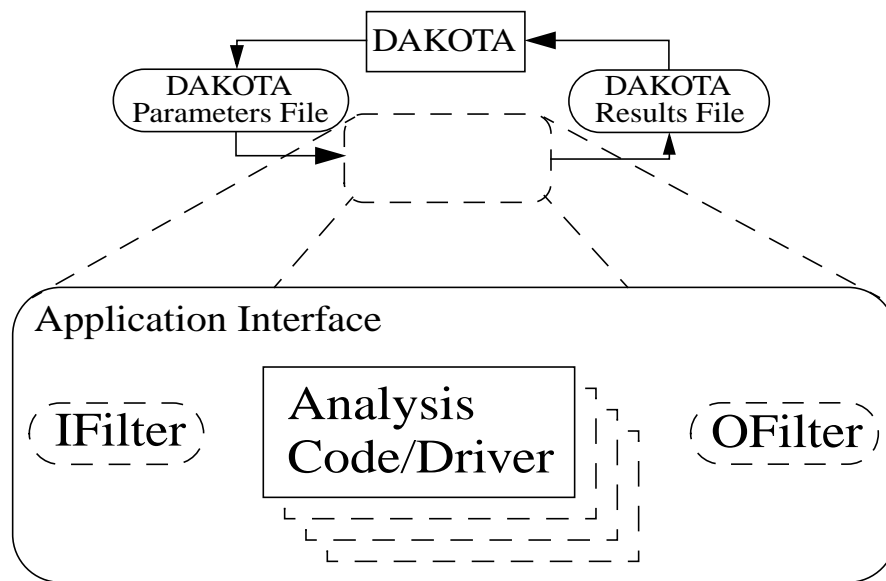 DAKOTA
DAKOTA
Parameters File
DAKOTA
Results File
Application Interface
IFilter
Analysis
Code/Driver
OFilter